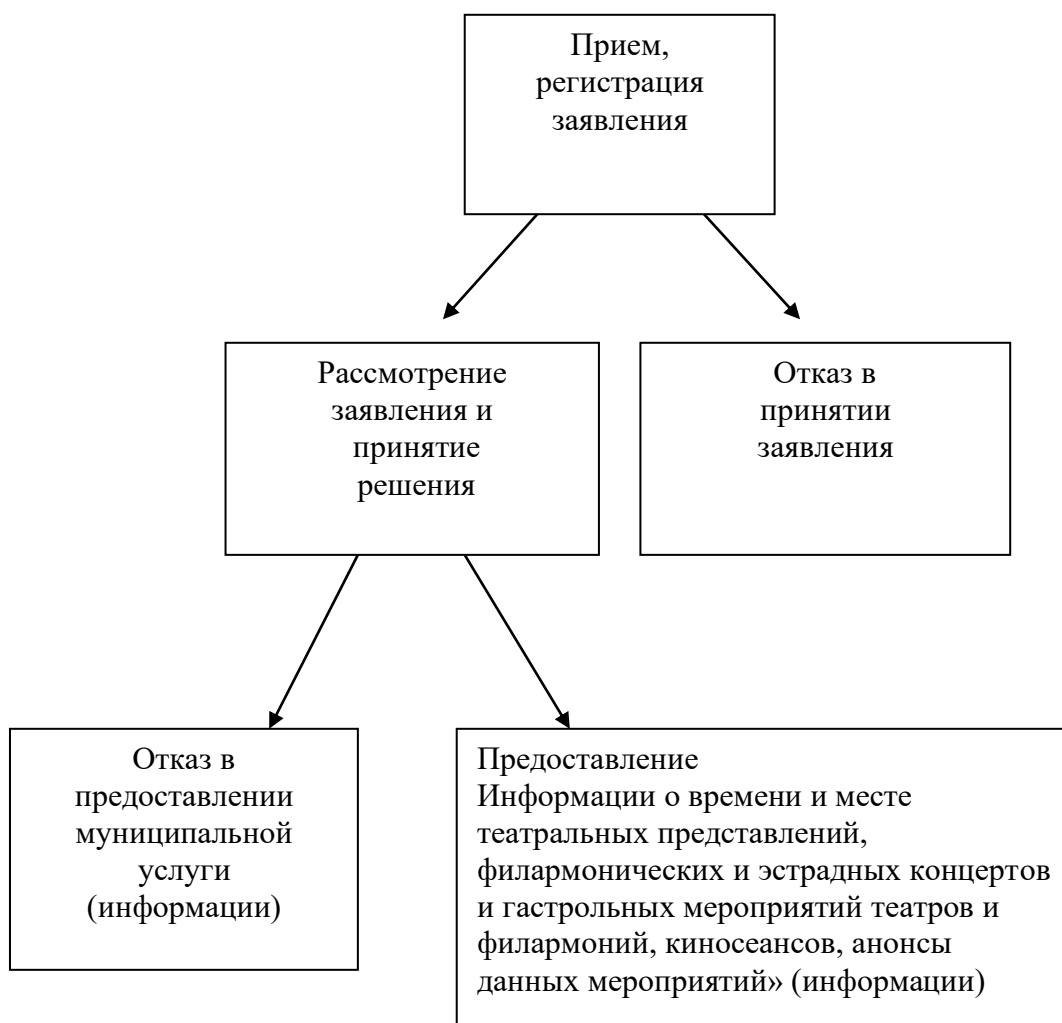 Прием,
регистрация
заявления
Рассмотрение
заявления и
принятие
решения
Отказ в
принятии
заявления
Отказ в
предоставлении
муниципальной
услуги
(информации)
Предоставление
Информации о времени и месте
театральных представлений,
филармонических и эстрадных концертов
и гастрольных мероприятий театров и
филармоний, киносеансов, анонсы
данных мероприятий» (информации)